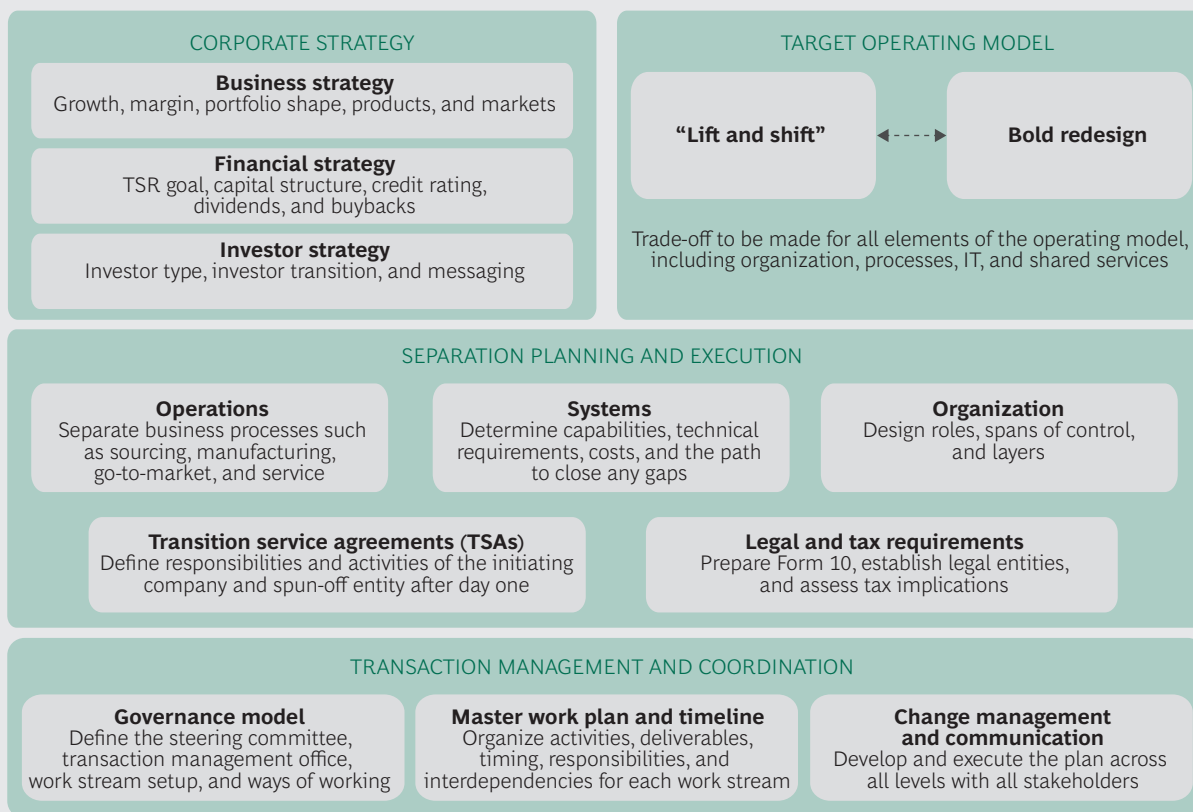 CORPORATE STRATEGY
Business strategy
Growth, margin, portfolio shape, products, and markets
Financial strategy
TSR goal, capital structure, credit rating,
dividends, and buybacks
Investor strategy
Investor type, investor transition, and messaging
TARGET OPERATING MODEL
“Lift and shift”
Bold redesign
Trade-off to be made for all elements of the operating model,
including organization, processes, IT, and shared services
SEPARATION PLANNING AND EXECUTION
Operations
Separate business processes such
as sourcing, manufacturing,
go-to-market, and service
Systems
Determine capabilities, technical
requirements, costs, and the path
to close any gaps
Organization
Design roles, spans of control,
and layers
Transition service agreements (TSAs)
Define responsibilities and activities of the initiating
company and spun-off entity after day one
Legal and tax requirements
Prepare Form 10, establish legal entities,
and assess tax implications
TRANSACTION MANAGEMENT AND COORDINATION
Governance model
Define the steering committee,
transaction management office,
work stream setup, and ways of working
Master work plan and timeline
Organize activities, deliverables,
timing, responsibilities, and
interdependencies for each work stream
Change management
and communication
Develop and execute the plan across
all levels with all stakeholders